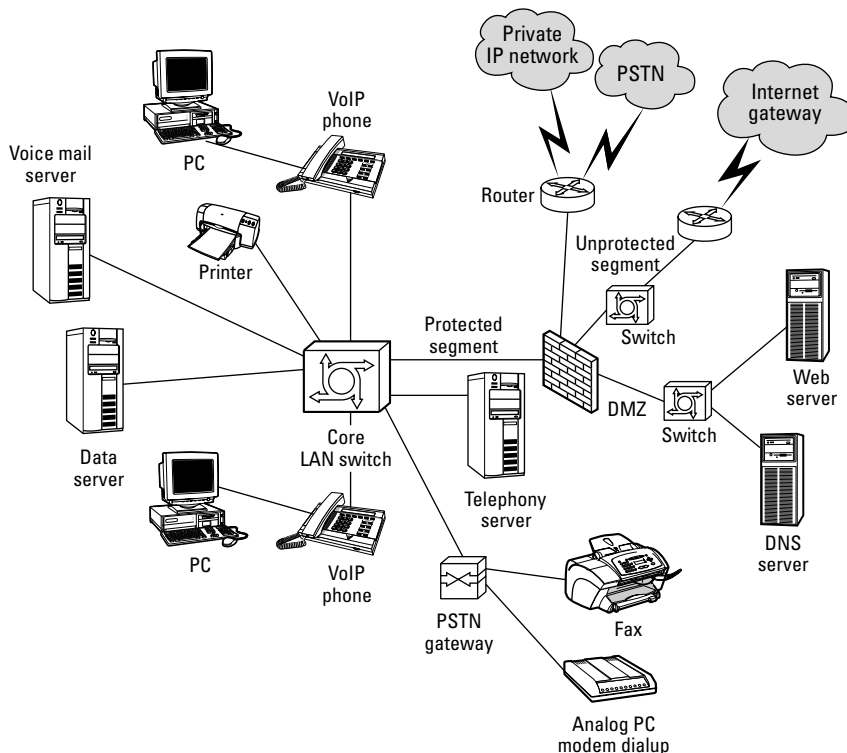 Private
IP network
PSTN
Internet
gateway
VoIP
phone
PC
Voice mail
server
Router
Printer
Unprotected
segment
Protected
segment
Switch
Web
server
DMZ
Switch
Core
LAN switch
Data
server
Telephony
server
PC
VoIP
phone
DNS
server
PSTN
gateway
Fax
Analog PC
modem dialup